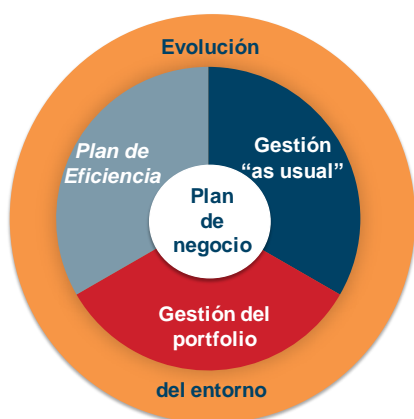 Evolución
Gestión
“as usual”
Plan de
Eficiencia
Plan
de
negocio
Gestión del
portfolio
del entorno